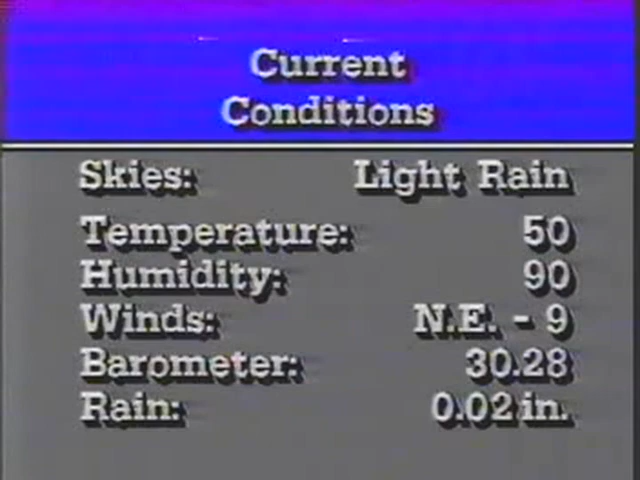 Current
Conditions
Skies: Light Rain
Temperature: 50
Humidity: 90
Winds: N.E. - 9
Barometer: 30.28
Rain: 0.02 in.